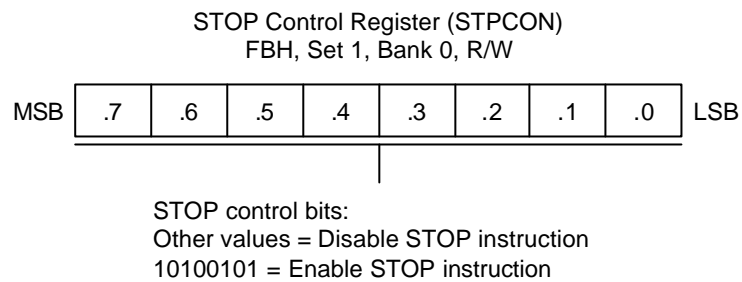 STOP Control Register (STPCON)
FBH, Set 1, Bank 0, R/W
MSB .7 .6 .5 .4 .3 .2 .1 .0 LSB
STOP control bits:
Other values = Disable STOP instruction
10100101 = Enable STOP instruction